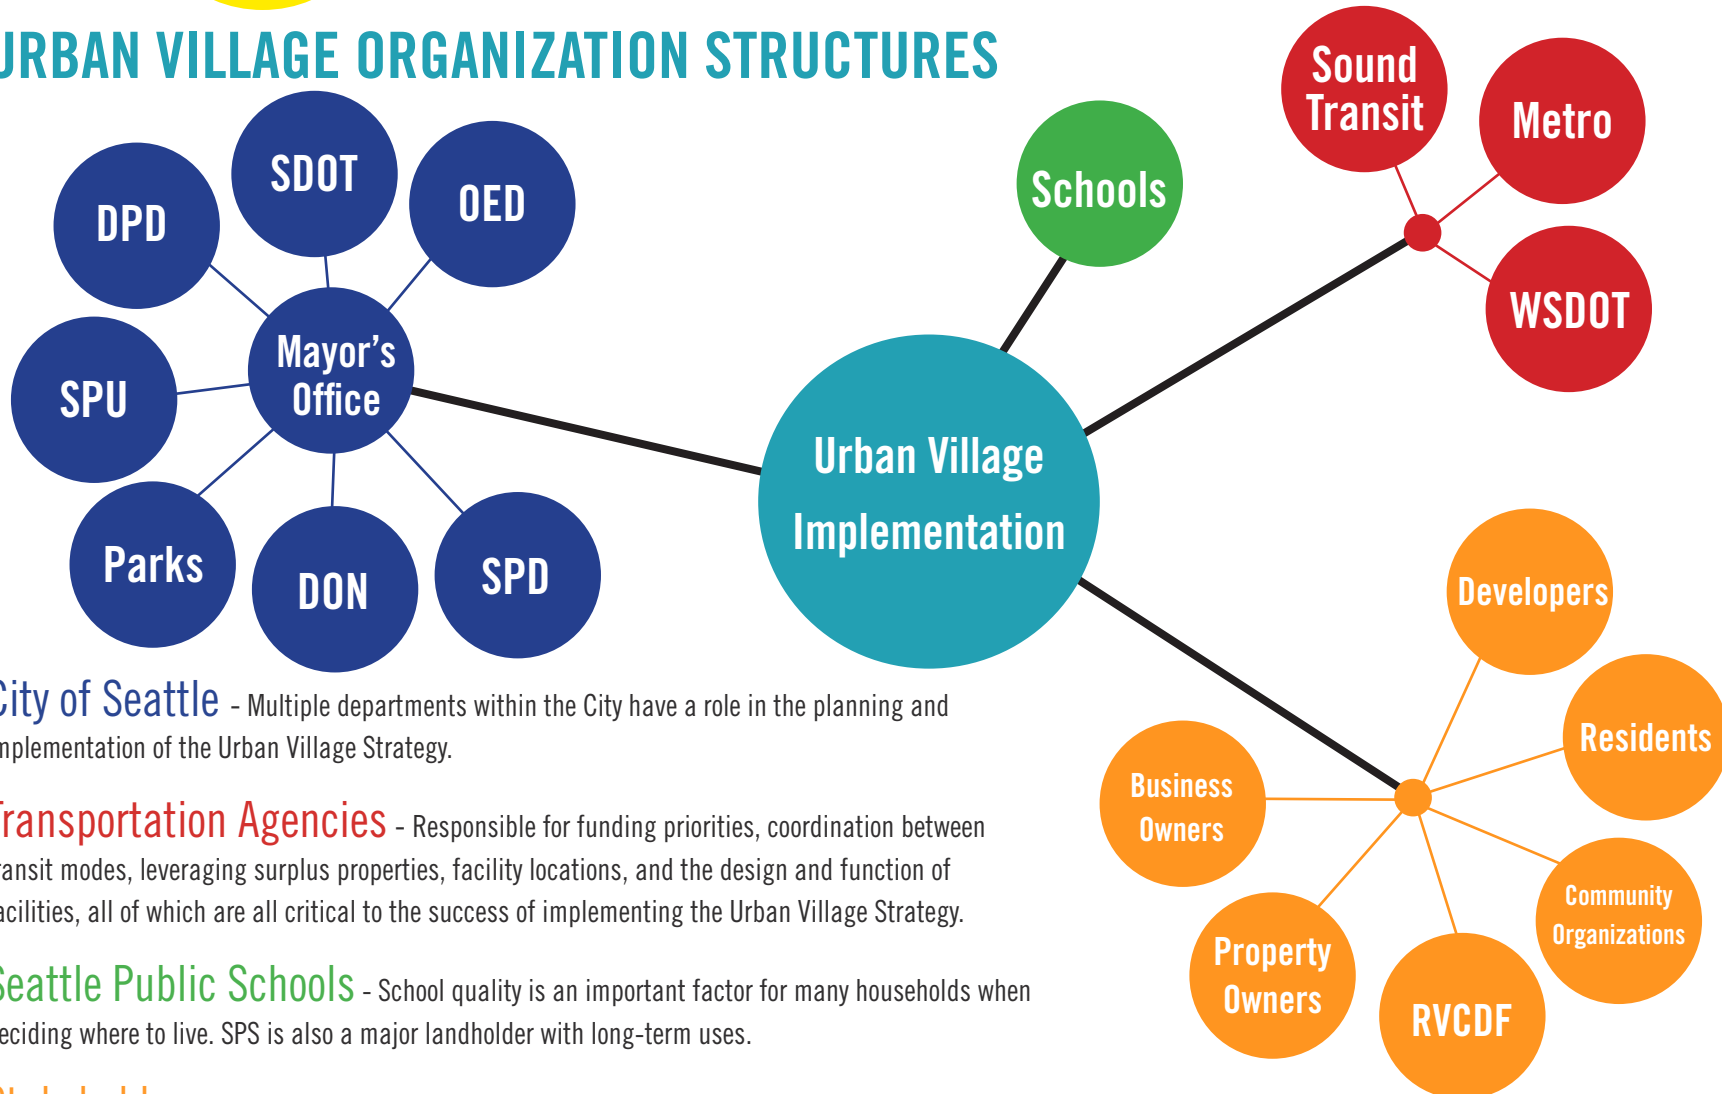 URBAN VILLAGE ORGANIZATION STRUCTURES
Sound
Transit
Metro
WSDOT
Schools
SDOT
OED
DPD
Mayor's
Office
SPU
Parks
DON
SPD
Urban Village
Implementation
Developers
Residents
Business
Owners
Community
Organizations
Property
Owners
RVCDF
City of Seattle - Multiple departments within the City have a role in the planning and
mplementation of the Urban Village Strategy.
Transportation Agencies - Responsible for funding priorities, coordination between
ransit modes, leveraging surplus properties, facility locations, and the design and function of
acilities, all of which are all critical to the success of implementing the Urban Village Strategy.
Seattle Public Schools - School quality is an important factor for many households when
eciding where to live. SPS is also a major landholder with long-term uses.